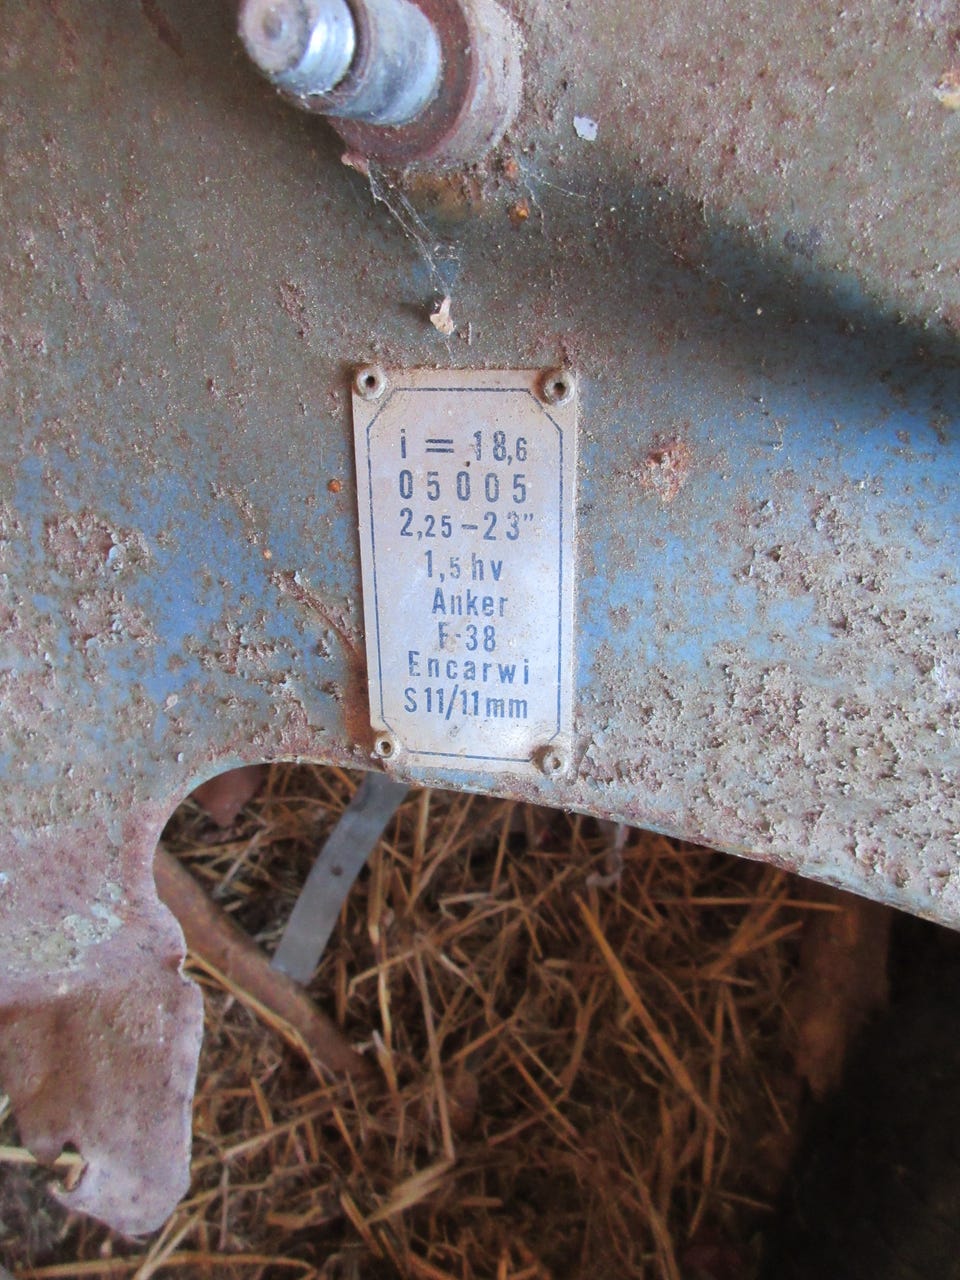 i = 18,6
05005
2,25-23"
1,5 hv
Anker
F-38
Encarwi
S11/11mm